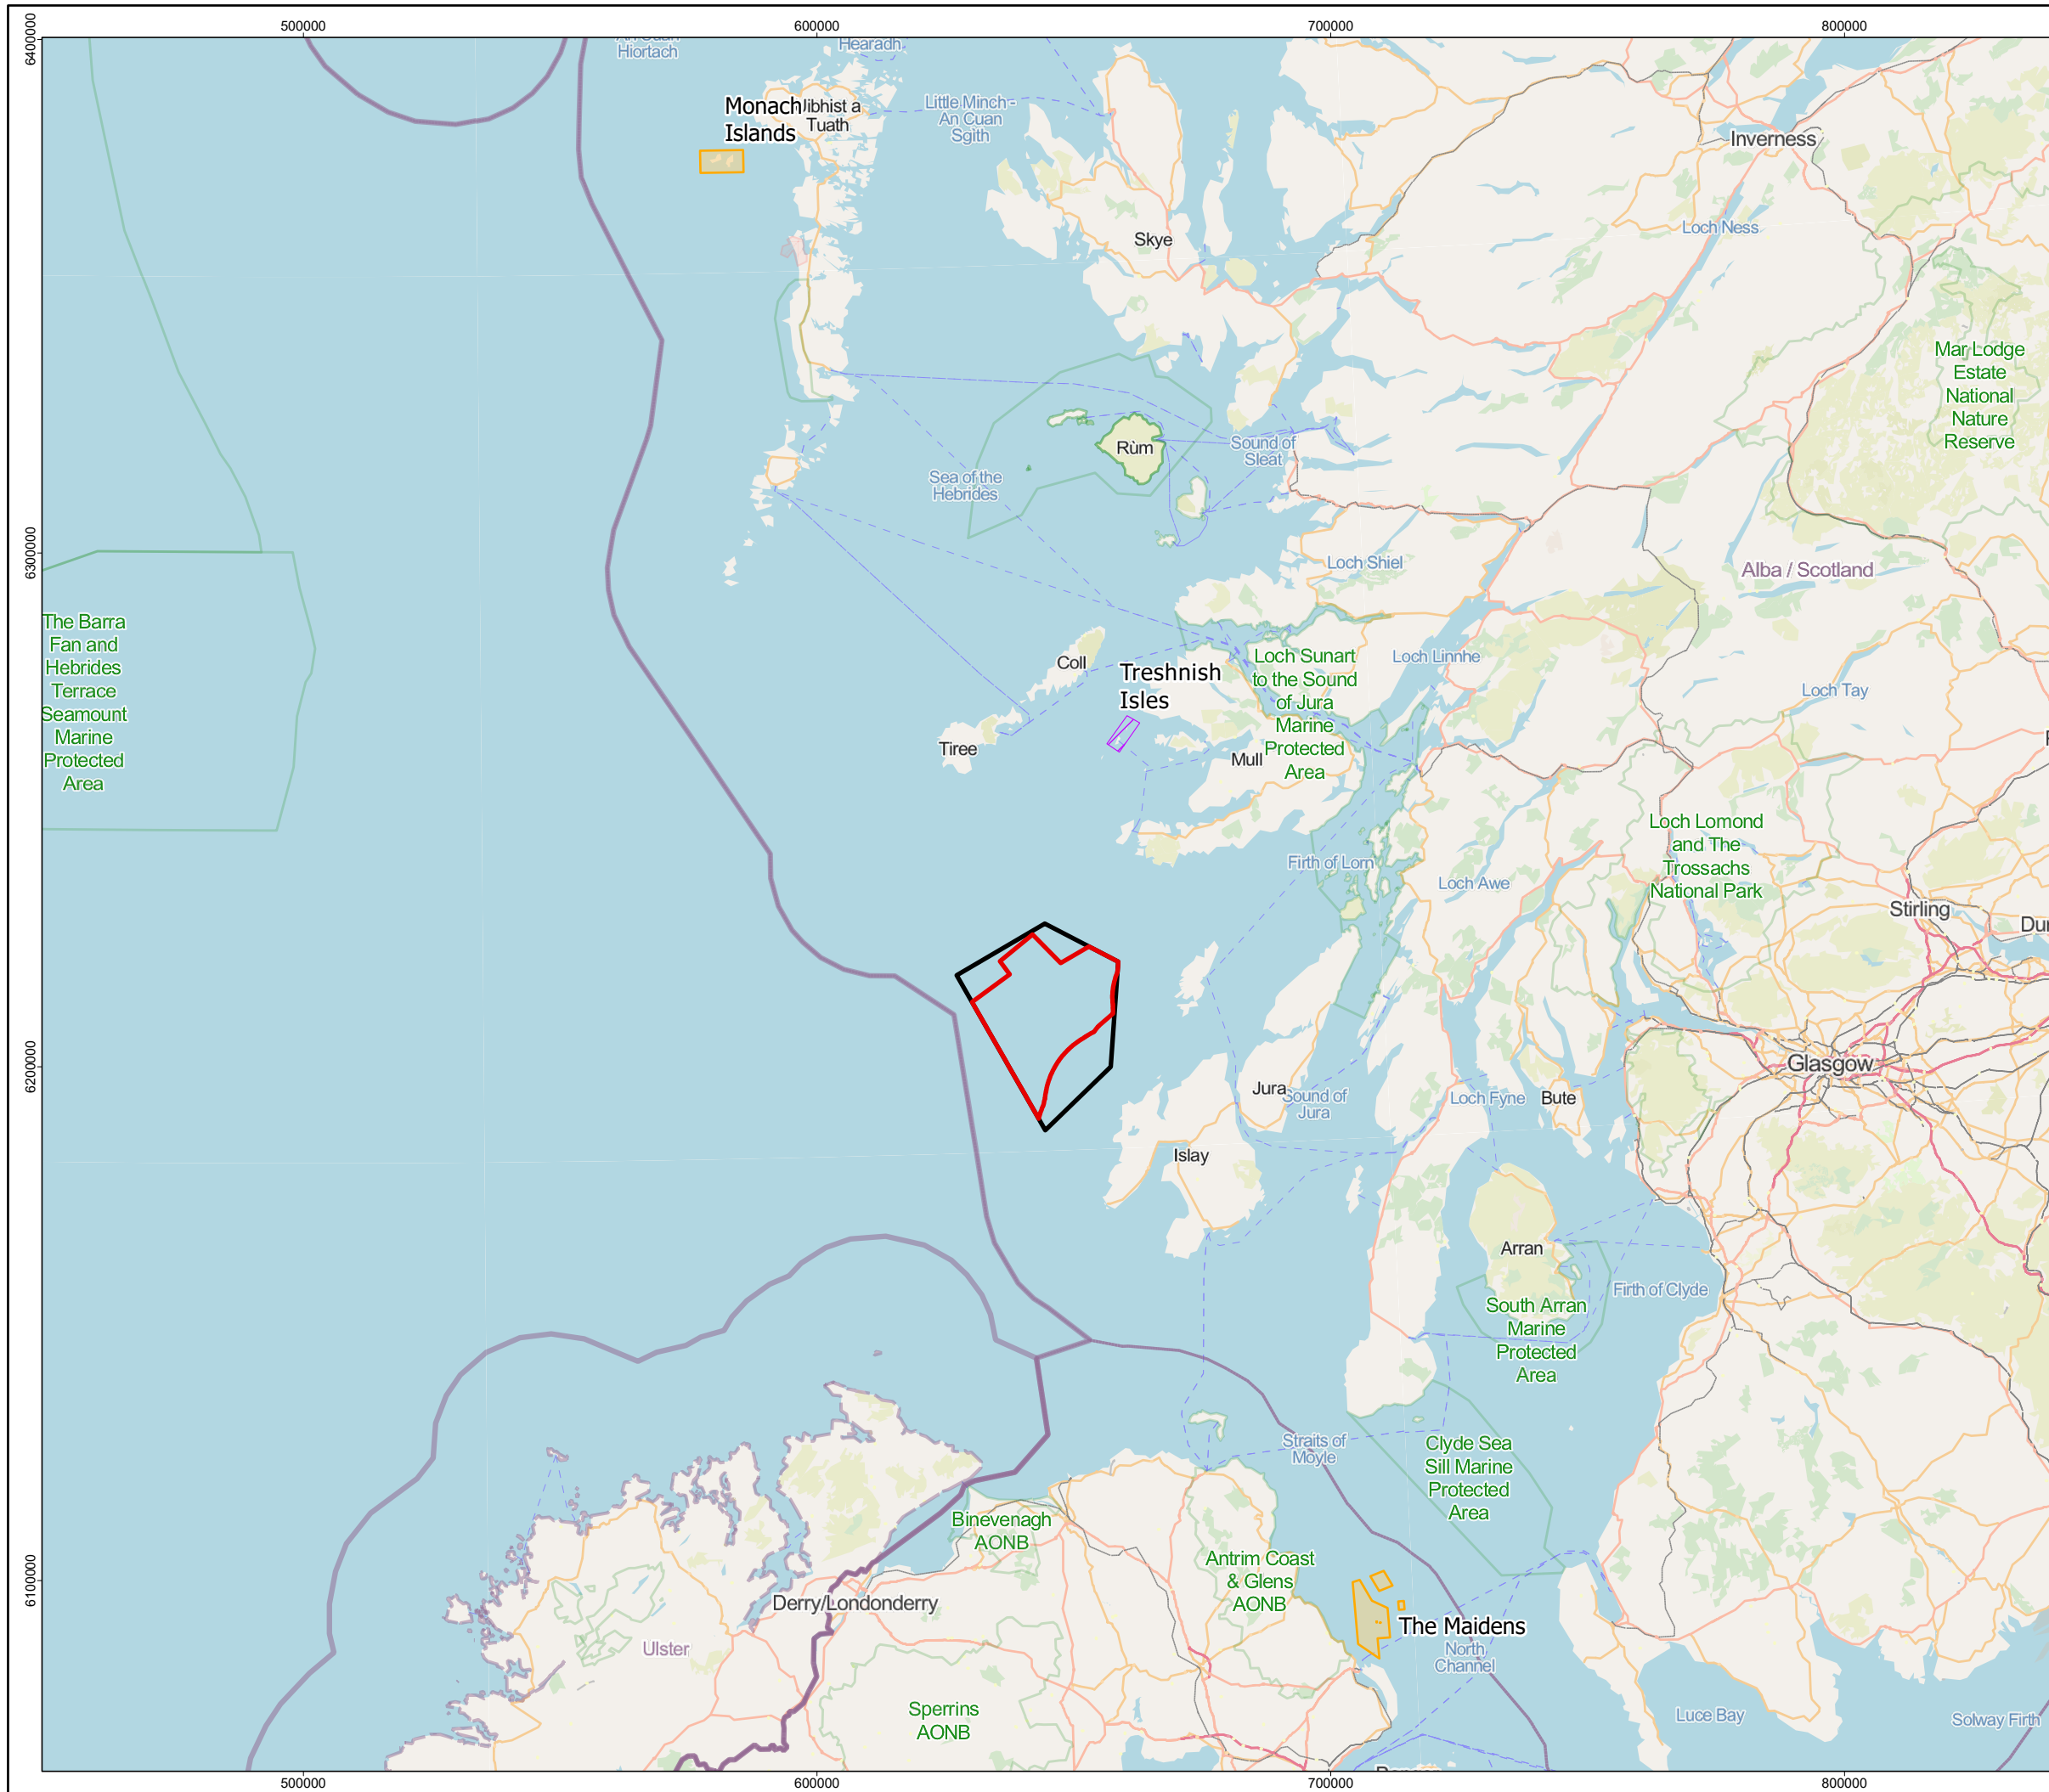 500000
600000
700000
800000
6400000
6300000
6200000
6100000
Hiortach
Hearadh
Little Minch -
An Cuan
Sgìth
Monach
Islands
Uibhist a
Tuath
Inverness
Loch Ness
Skye
Mar Lodge
Estate
National
Nature
Reserve
Rùm
Sound of
Sleat
Sea of the
Hebrides
Loch Shiel
Alba / Scotland
The Barra
Fan and
Hebrides
Terrace
Seamount
Marine
Protected
Area
Coll
Treshnish
Isles
Loch Sunart
to the Sound
of Jura
Marine
Protected
Area
Loch Linnhe
Loch Tay
Tiree
Mull
Loch Lomond
and The
Trossachs
National Park
Firth of Lorn
Loch Awe
Stirling
Dun
Glasgow
Jura
Sound of
Jura
Loch Fyne
Bute
Islay
Arran
Firth of Clyde
South Arran
Marine
Protected
Area
Straits of
Moyle
Clyde Sea
Sill Marine
Protected
Area
Binevenagh
AONB
Antrim Coast
& Glens
AONB
Derry/Londonderry
The Maidens
North
Channel
Ulster
Sperrins
AONB
Luce Bay
Solway Firth
500000
600000
700000
800000